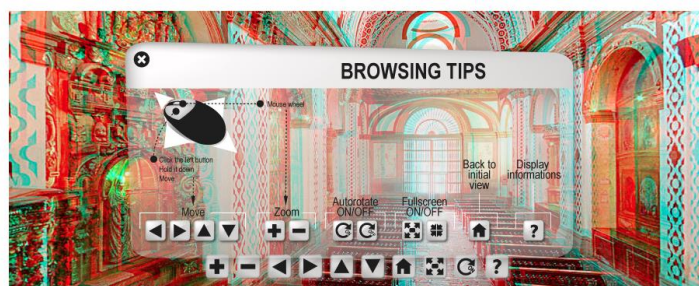 BROWSING TIPS
Mouse wheel
Click the left button
Hold it down
Move
Back to
initial
view
Display
informations
Move
Zoom
Autorotate
ON/OFF
Fullscreen
ON/OFF
?
?